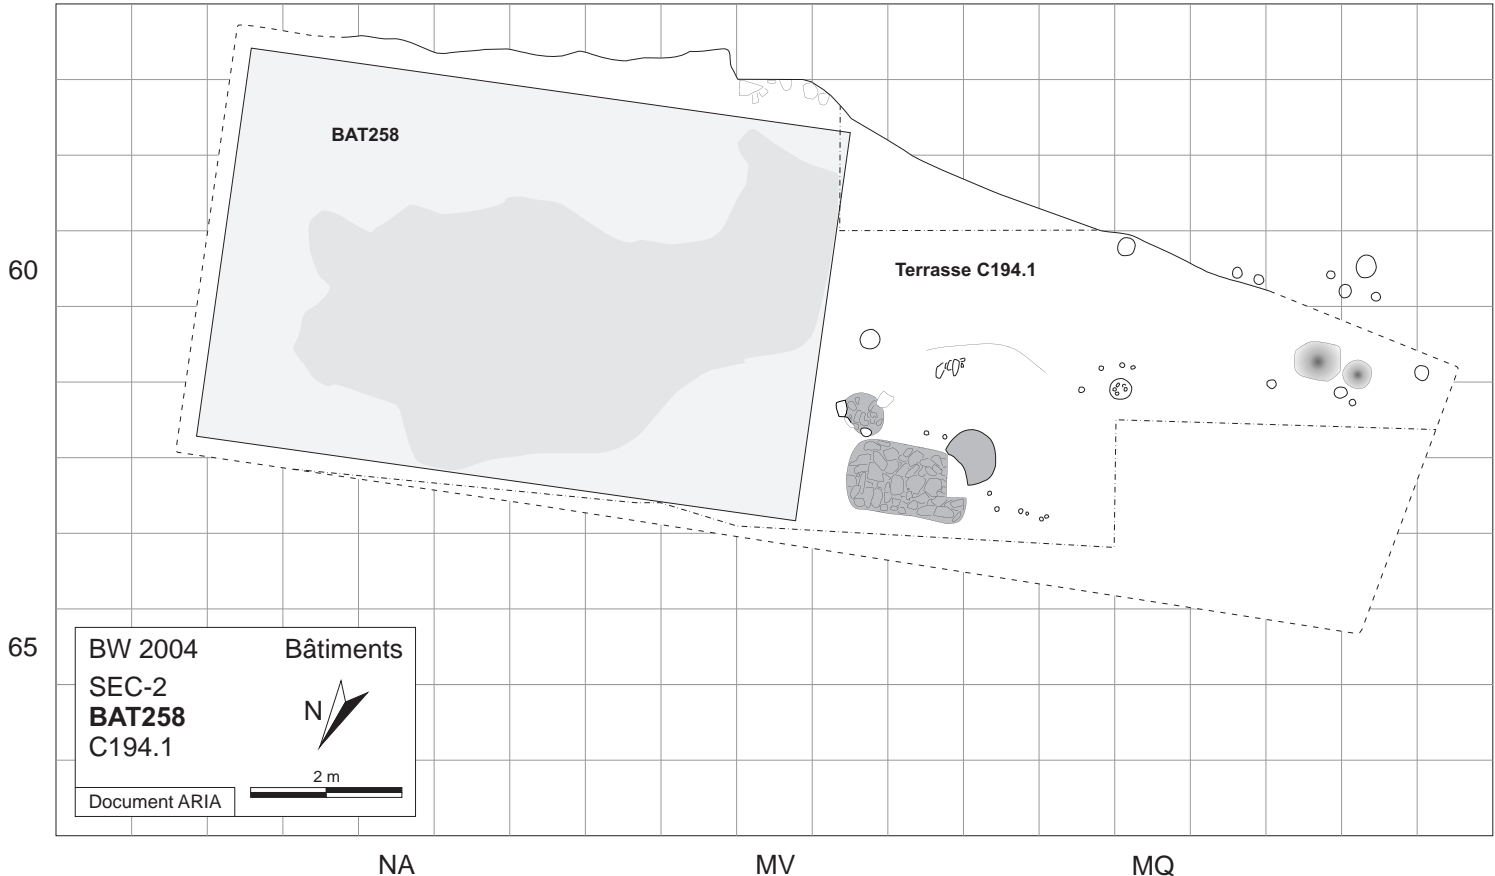 BAT258
60
Terrasse C194.1
65
BW 2004 Bâtiments
SEC-2
BAT258
C194.1
N
2 m
Document ARIA
NA MV MQ